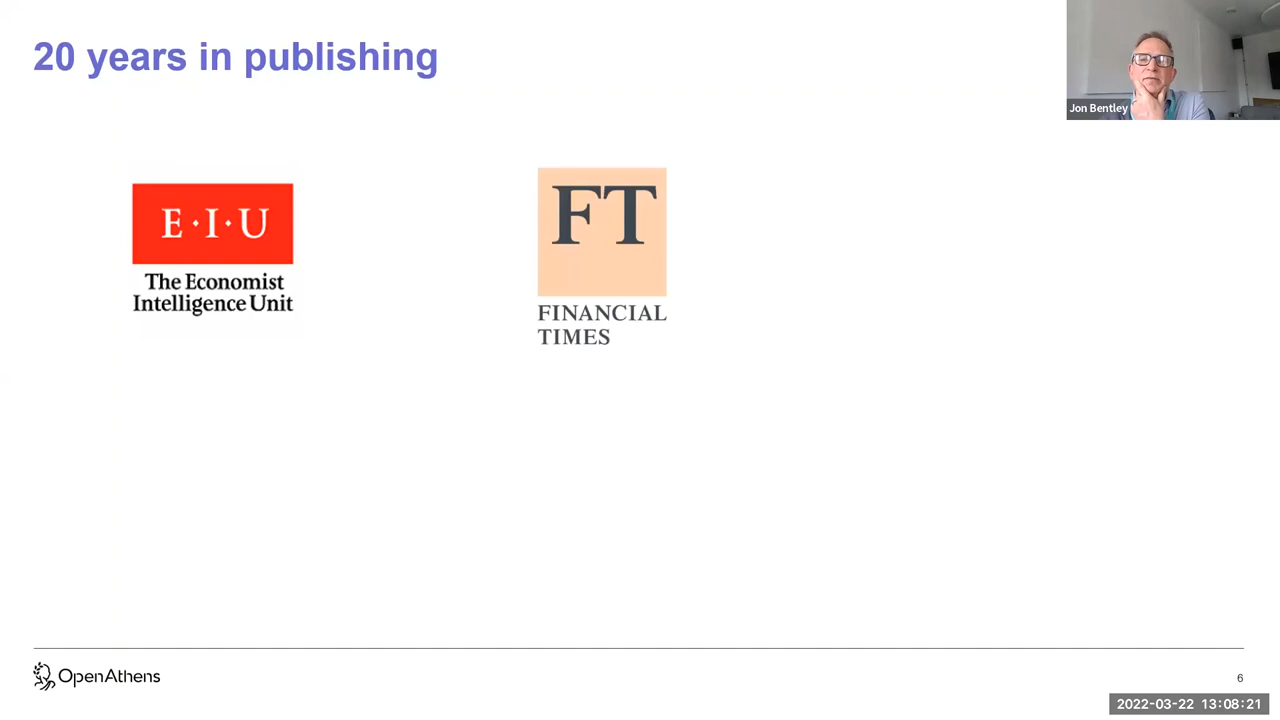 20 years in publishing
Jon Bentley
E·I·U
The Economist
Intelligence Unit
FT
FINANCIAL
TIMES
OpenAthens
6
2022-03-22 13:08:21